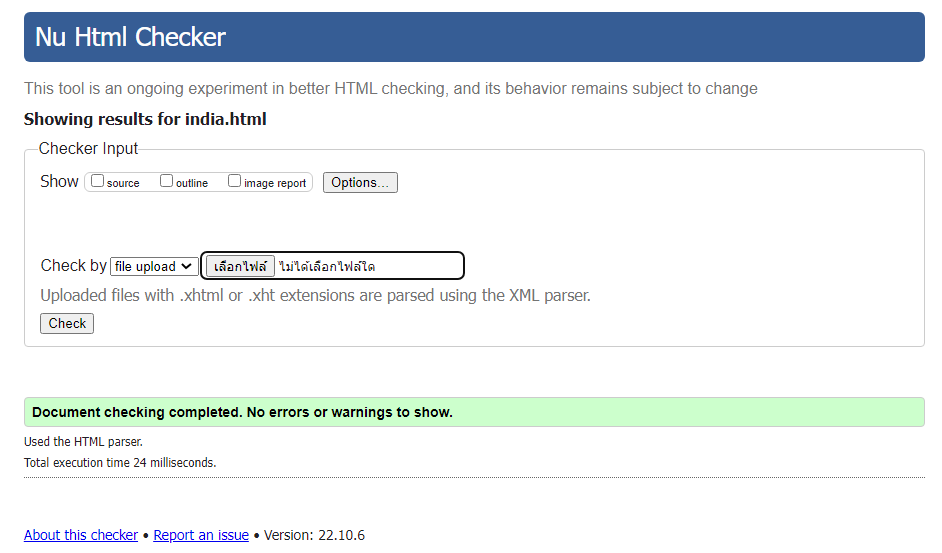 Nu Html Checker
This tool is an ongoing experiment in better HTML checking, and its behavior remains subject to change
Showing results for india.html
Checker Input
Show source outline image report Options...
Check by file upload เลือกไฟล์ ไม่ได้เลือกไฟล์ใด
Uploaded files with .xhtml or .xht extensions are parsed using the XML parser.
Check
Document checking completed. No errors or warnings to show.
Used the HTML parser.
Total execution time 24 milliseconds.
About this checker • Report an issue • Version: 22.10.6